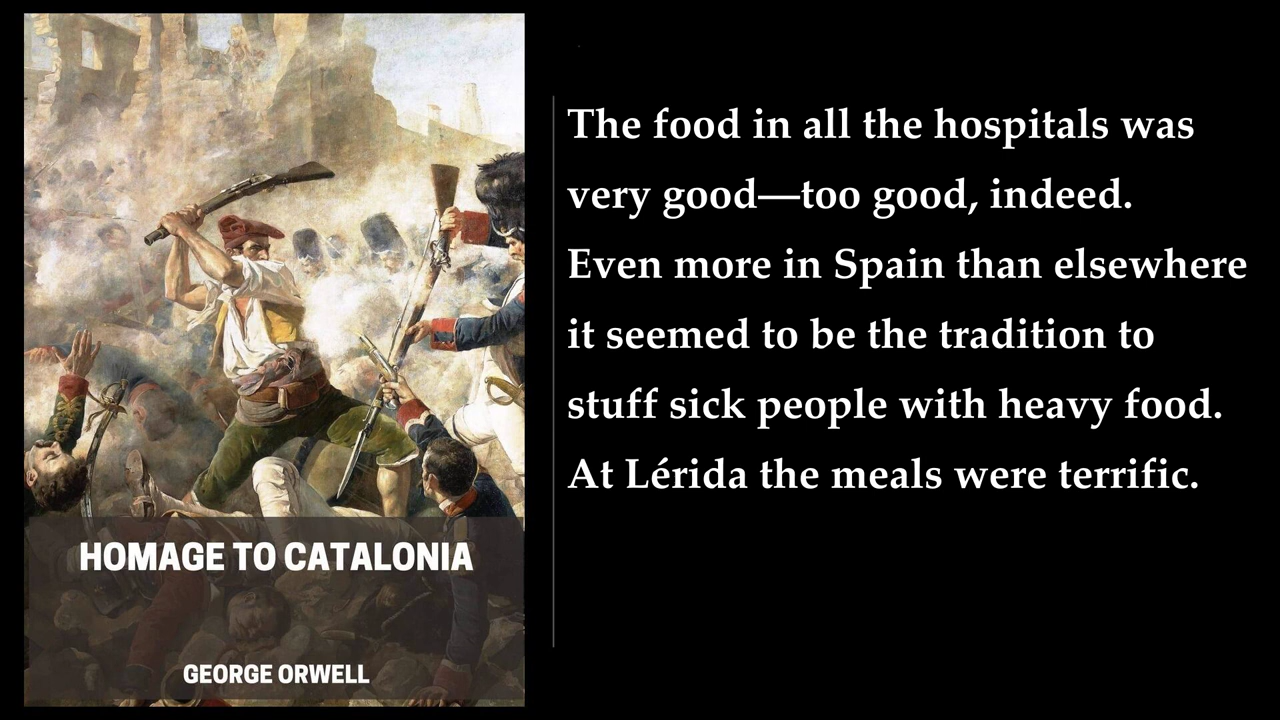 HOMAGE TO CATALONIA
GEORGE ORWELL
The food in all the hospitals was
very good—too good, indeed.
Even more in Spain than elsewhere
it seemed to be the tradition to
stuff sick people with heavy food.
At Lérida the meals were terrific.